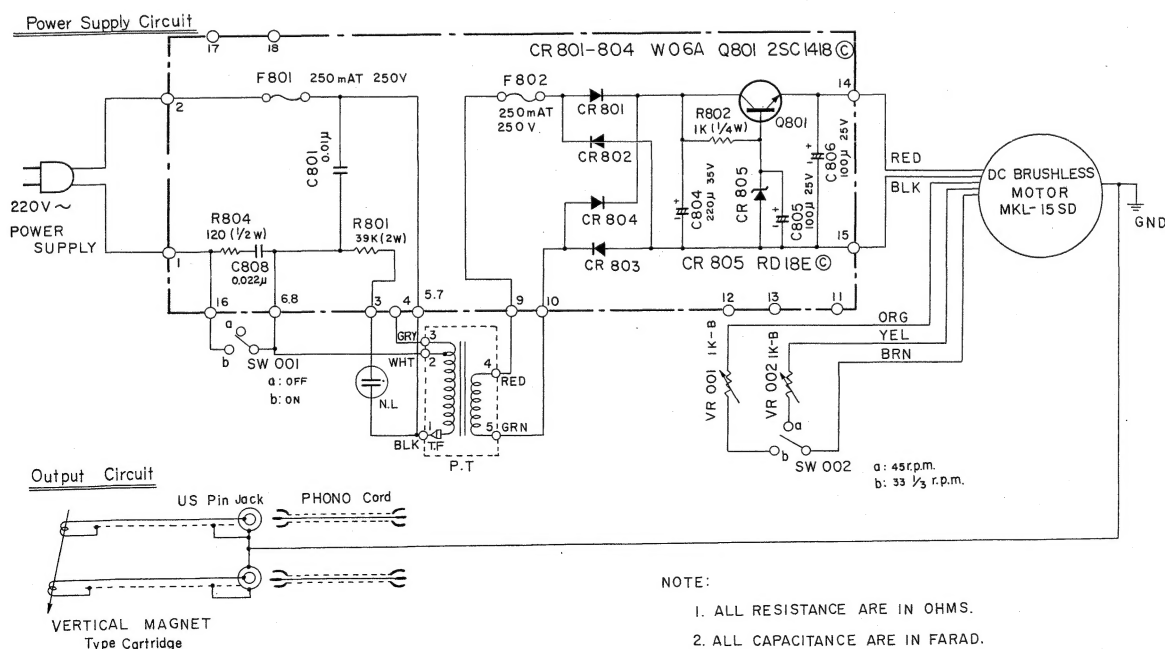 Power Supply Circuit
17
18
CR 801-804 W06A Q801 2SC1418 Ⓒ
F801 250mAT 250V
F802
250mAT
250V.
CR 801
CR 802
CR 804
CR 803
R802
1K(1/4W)
Q801
14
2
C801
0.01μ
C804
220μ 35V
CR 805
C805
100μ 25V
C806
100μ 25V
RED
BLK
DC BRUSHLESS
MOTOR
MKL-15SD
GND
220V~
POWER
SUPPLY
R804
120 (1/2W)
C808
0.022μ
R801
39K(2W)
1
15
CR 805 RD18E Ⓒ
16
6.8
3
4
5.7
9
10
12
13
11
a
b
SW 001
a: OFF
b: ON
GRY
3
WHT
2
N.L
BLK
1
T.F
4
RED
5
GRN
P.T
ORG
YEL
BRN
VR 001 1K-B
VR 002 1K-B
a
b
SW 002
a: 45r.p.m.
b: 33 1/3 r.p.m.
Output Circuit
US Pin Jack
PHONO Cord
VERTICAL MAGNET
Type Cartridge
NOTE:
1. ALL RESISTANCE ARE IN OHMS.
2. ALL CAPACITANCE ARE IN FARAD.